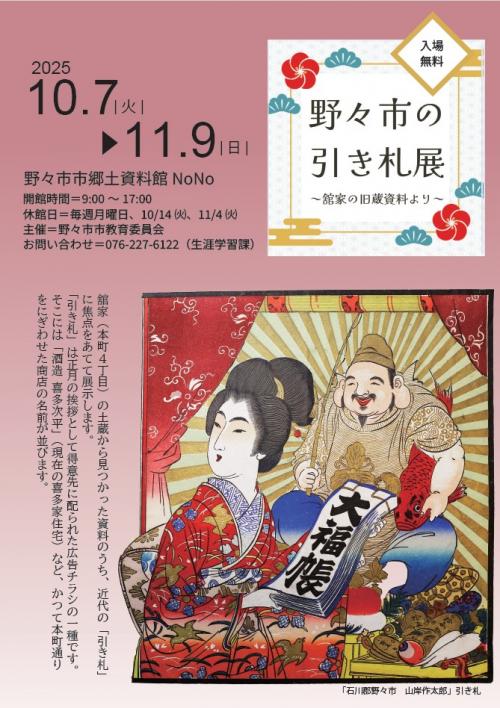 2025
10.7|火|
▶11.9|日|
入場
無料
野々市の
引き札展
～舘家の旧蔵資料より～
野々市市郷土資料館 NoNo
開館時間＝9:00 ～ 17:00
休館日＝毎週月曜日、10/14㈫、11/4㈫
主催＝野々市市教育委員会
お問い合わせ＝076-227-6122（生涯学習課）
舘家（本町４丁目）の土蔵から見つかった資料のうち、近代の「引き札」
に焦点をあてて展示します。
「引き札」は正月の挨拶として得意先に配られた広告チラシの一種です。
そこには「酒造 喜多次平」（現在の喜多家住宅）など、かつて本町通り
をにぎわせた商店の名前が並びます。
大福帳
「石川郡野々市　山岸作太郎」引き札